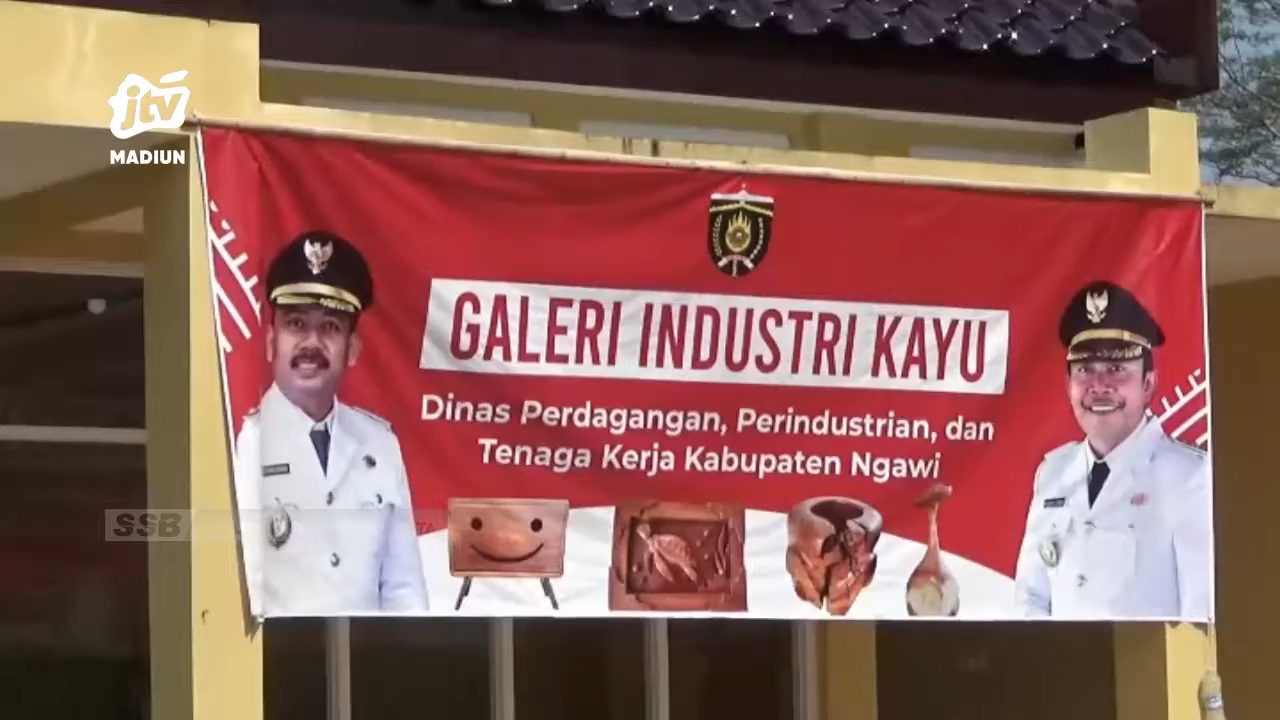 jtv
MADIUN
GALERI INDUSTRI KAYU
Dinas Perdagangan, Perindustrian, dan
Tenaga Kerja Kabupaten Ngawi
SSB